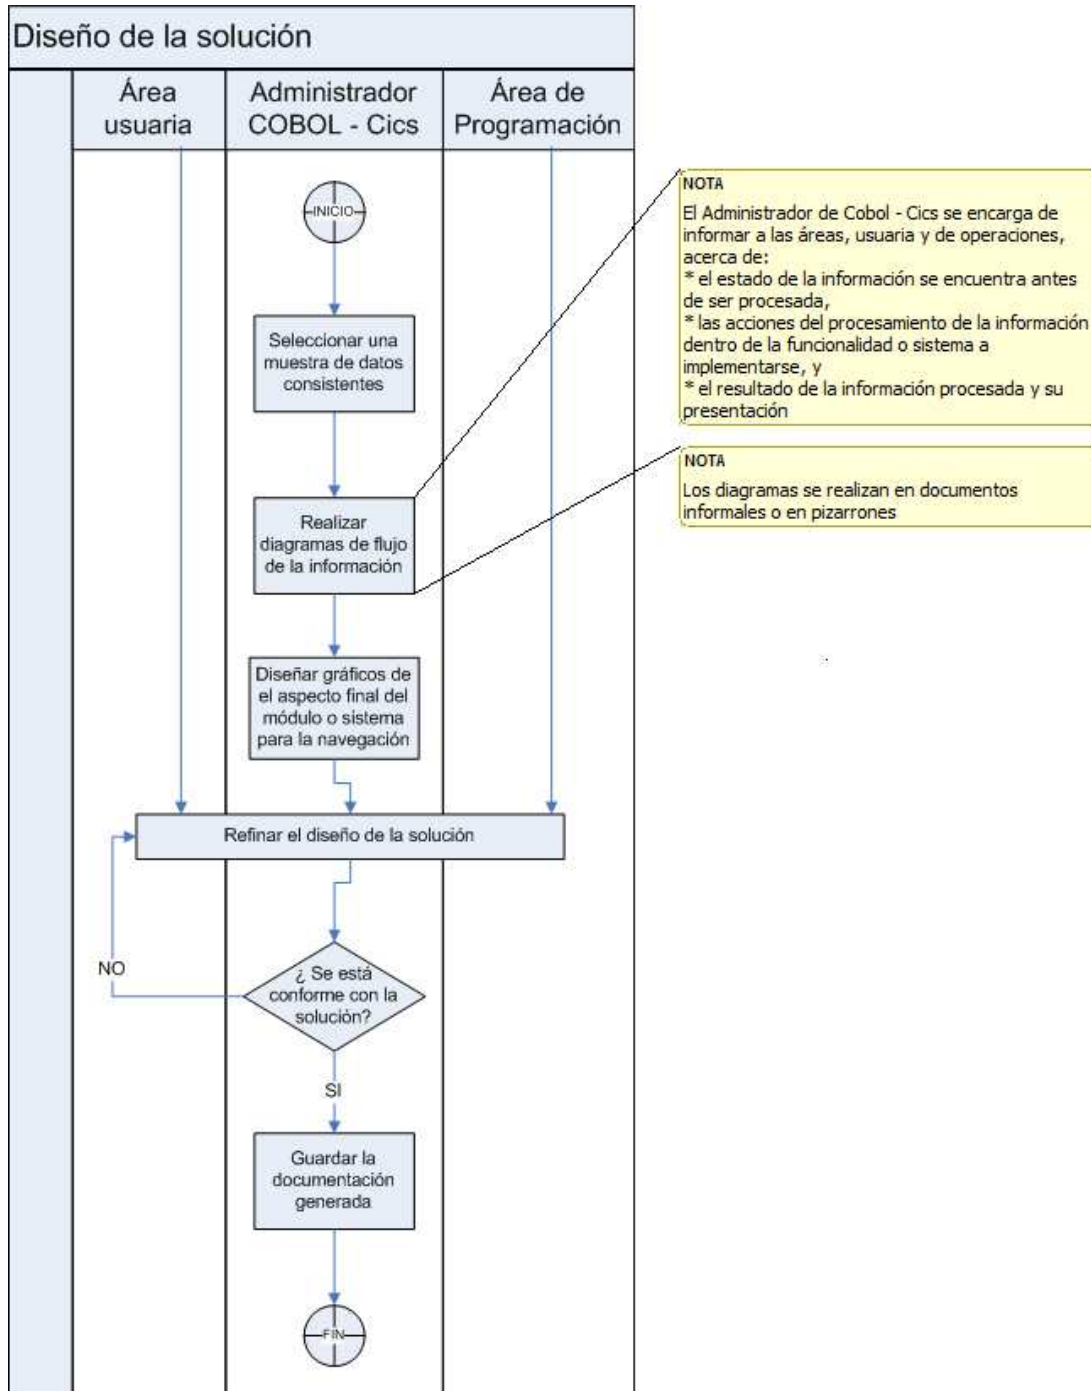 Diseño de la solución
Área
usuaria
Administrador
COBOL - Cics
Área de
Programación
INICIO
Seleccionar una
muestra de datos
consistentes
Realizar
diagramas de flujo
de la información
Diseñar gráficos de
el aspecto final del
módulo o sistema
para la navegación
Refinar el diseño de la solución
NO
¿ Se está
conforme con la
solución?
SI
Guardar la
documentación
generada
FIN
NOTA
El Administrador de Cobol - Cics se encarga de
informar a las áreas, usuaria y de operaciones,
acerca de:
* el estado de la información se encuentra antes
de ser procesada,
* las acciones del procesamiento de la información
dentro de la funcionalidad o sistema a
implementarse, y
* el resultado de la información procesada y su
presentación
NOTA
Los diagramas se realizan en documentos
informales o en pizarrones